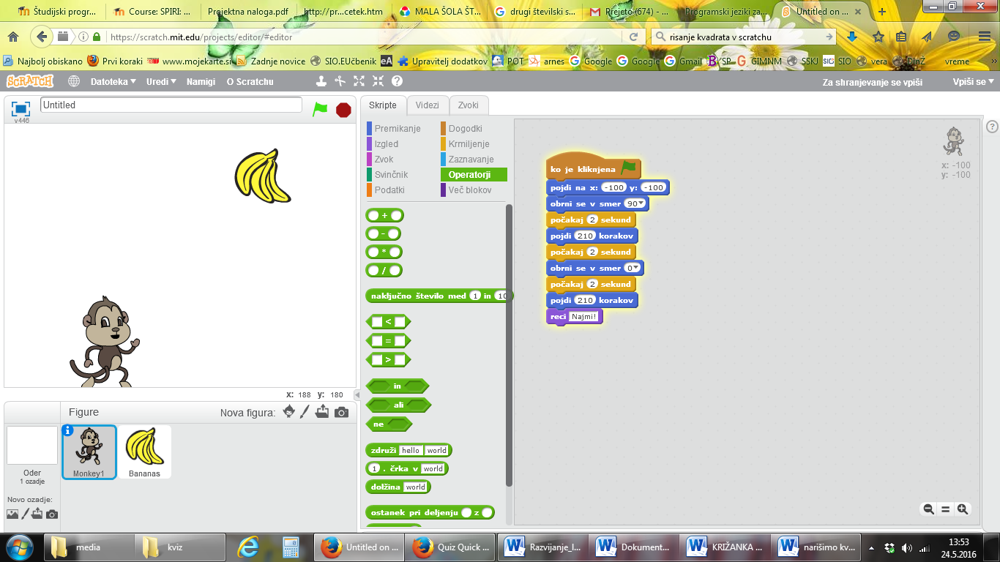 Študijski progr...
Course: SPIRI: ...
Projektna naloga.pdf
http://pr...cetek.htm
MALA ŠOLA ŠT...
drugi številski s...
Prejeto (674) - ...
Programski jeziki za...
Untitled on ...
https://scratch.mit.edu/projects/editor/#editor
risanje kvadrata v scratchu
Najbolj obiskano
Prvi koraki
www.mojekarte.si
Zadnje novice
SIO.EUčbenik
eA
Upravitelj dodatkov
POT
arnes
Google
Google
Gmail
SP
GIMNM
SSKJ
SIO
vera
DinŽ
vreme
SCRATCH
Datoteka
Uredi
Namigi
O Scratchu
Za shranjevanje se vpiši
Vpiši se
v446
Untitled
Skripte
Videzi
Zvoki
Premikanje
Dogodki
Izgled
Krmiljenje
Zvok
Zaznavanje
Svinčnik
Operatorji
Podatki
Več blokov
+
-
*
/
naključno število med 1 in 10
<
=
>
in
ali
ne
združi hello world
1 . črka v world
dolžina world
ostanek pri deljenju z
ko je kliknjena
pojdi na x: -100 y: -100
obrni se v smer 90
počakaj 2 sekund
pojdi 210 korakov
počakaj 2 sekund
obrni se v smer 0
počakaj 2 sekund
pojdi 210 korakov
reci Najmi!
x: -100
y: -100
x: 188 y: 180
Figure
Nova figura:
Oder
1 ozadje
Novo ozadje:
Monkey1
Bananas
media
kviz
Untitled on ...
Quiz Quick ...
Razvijanje_l...
Dokument...
KRIŽANKA ...
narišimo kv...
13:53
24.5.2016